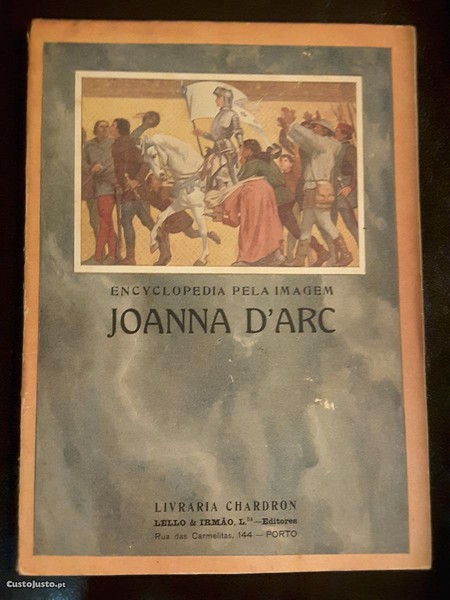 ENCYCLOPEDIA PELA IMAGEM
JOANNA D'ARC
LIVRARIA CHARDRON
LELLO & IRMÃO, L.DA—Editores
Rua das Carmelitas, 144 — PORTO
CustoJusto.pt